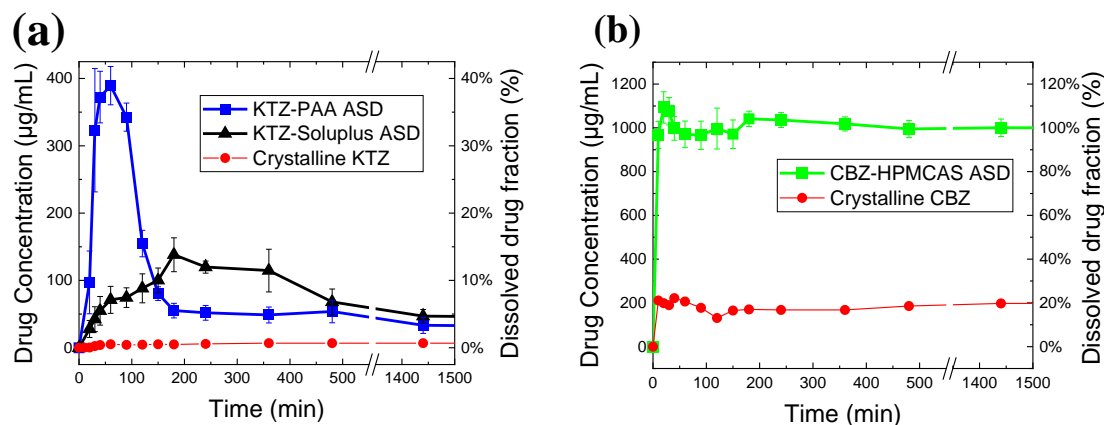 (a)
Drug Concentration (µg/mL)
400
300
200
100
0
KTZ-PAA ASD
KTZ-Soluplus ASD
Crystalline KTZ
40%
30%
20%
10%
0%
Dissolved drug fraction (%)
0 100 200 300 400 500 1400 1500
Time (min)
(b)
Drug Concentration (µg/mL)
1200
1000
800
600
400
200
0
CBZ-HPMCAS ASD
Crystalline CBZ
120%
100%
80%
60%
40%
20%
0%
Dissolved drug fraction (%)
0 100 200 300 400 500 1400 1500
Time (min)